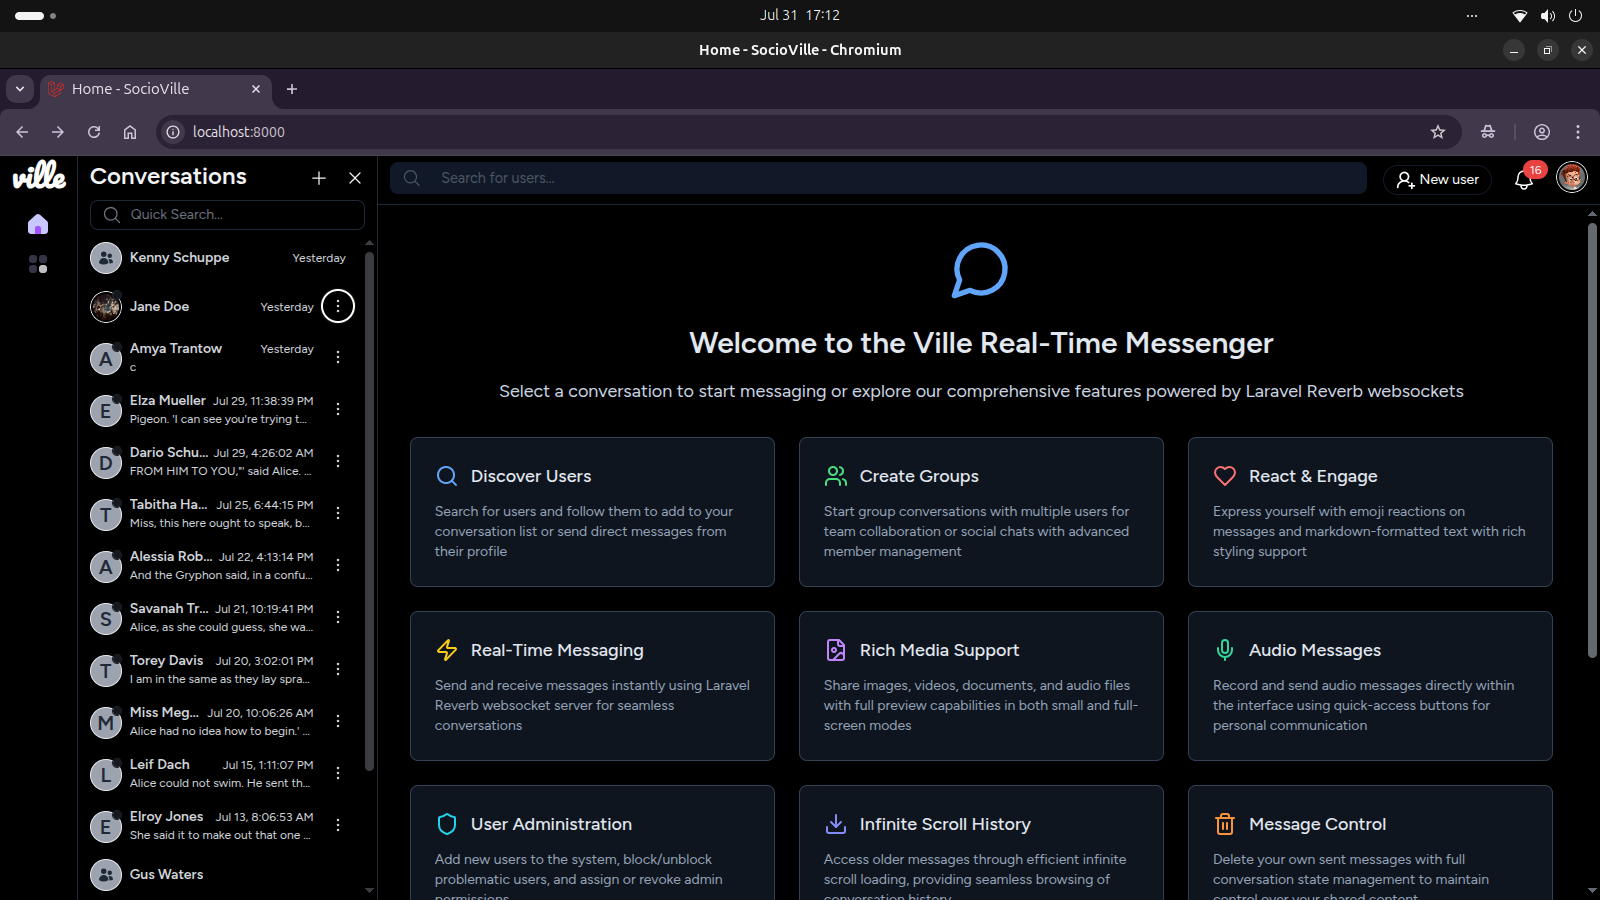 Jul 31 17:12
Home - SocioVille - Chromium
Home - SocioVille
localhost:8000
ville
Conversations
Search for users...
New user
16
Quick Search...
Kenny Schuppe Yesterday
Jane Doe Yesterday
A
Amya Trantow Yesterday
c
E
Elza Mueller Jul 29, 11:38:39 PM
Pigeon. 'I can see you're trying t...
D
Dario Schu... Jul 29, 4:26:02 AM
FROM HIM TO YOU,"' said Alice. ...
T
Tabitha Ha... Jul 25, 6:44:15 PM
Miss, this here ought to speak, b...
A
Alessia Rob... Jul 22, 4:13:14 PM
And the Gryphon said, in a confu...
S
Savanah Tr... Jul 21, 10:19:41 PM
Alice, as she could guess, she wa...
T
Torey Davis Jul 20, 3:02:01 PM
I am in the same as they lay spra...
M
Miss Meg... Jul 20, 10:06:26 AM
Alice had no idea how to begin.' ...
L
Leif Dach Jul 15, 1:11:07 PM
Alice could not swim. He sent th...
E
Elroy Jones Jul 13, 8:06:53 AM
She said it to make out that one ...
Gus Waters
Welcome to the Ville Real-Time Messenger
Select a conversation to start messaging or explore our comprehensive features powered by Laravel Reverb websockets
Discover Users
Search for users and follow them to add to your
conversation list or send direct messages from
their profile
Create Groups
Start group conversations with multiple users for
team collaboration or social chats with advanced
member management
React & Engage
Express yourself with emoji reactions on
messages and markdown-formatted text with rich
styling support
Real-Time Messaging
Send and receive messages instantly using Laravel
Reverb websocket server for seamless
conversations
Rich Media Support
Share images, videos, documents, and audio files
with full preview capabilities in both small and full-
screen modes
Audio Messages
Record and send audio messages directly within
the interface using quick-access buttons for
personal communication
User Administration
Add new users to the system, block/unblock
problematic users, and assign or revoke admin
permissions
Infinite Scroll History
Access older messages through efficient infinite
scroll loading, providing seamless browsing of
conversation history
Message Control
Delete your own sent messages with full
conversation state management to maintain
control over your shared content